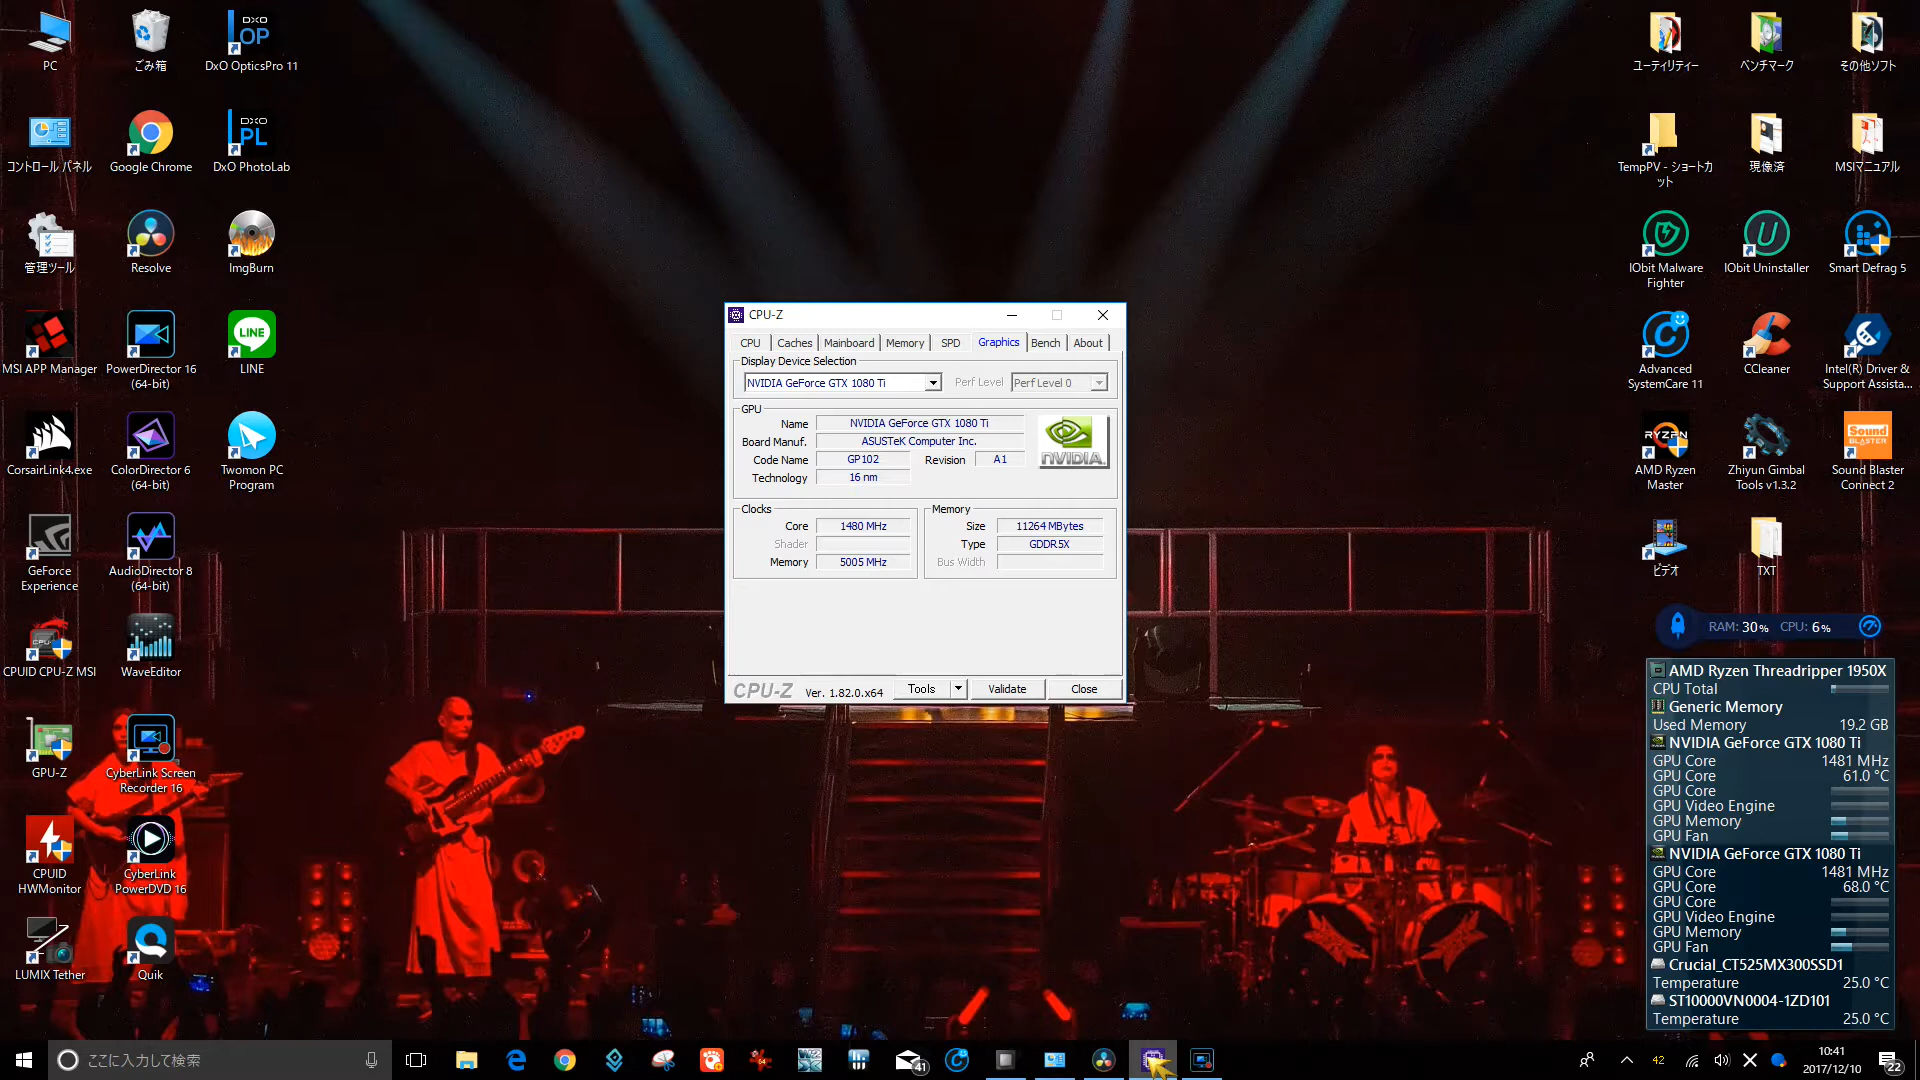 PC
ごみ箱
DxO OpticsPro 11
コントロール パネル
Google Chrome
DxO PhotoLab
管理ツール
Resolve
ImgBurn
MSI APP Manager
PowerDirector 16
(64-bit)
LINE
CorsairLink4.exe
ColorDirector 6
(64-bit)
Twomon PC
Program
GeForce
Experience
AudioDirector 8
(64-bit)
CPUID CPU-Z MSI
WaveEditor
GPU-Z
CyberLink Screen
Recorder 16
CPUID
HWMonitor
CyberLink
PowerDVD 16
LUMIX Tether
Quik
CPU-Z
CPU
Caches
Mainboard
Memory
SPD
Graphics
Bench
About
Display Device Selection
NVIDIA GeForce GTX 1080 Ti
Perf Level
Perf Level 0
GPU
Name
NVIDIA GeForce GTX 1080 Ti
Board Manuf.
ASUSTeK Computer Inc.
Code Name
GP102
Revision
A1
Technology
16 nm
NVIDIA.
Clocks
Core
1480 MHz
Shader
Memory
5005 MHz
Memory
Size
11264 MBytes
Type
GDDR5X
Bus Width
CPU-Z
Ver. 1.82.0.x64
Tools
Validate
Close
ユーティリティー
ベンチマーク
その他ソフト
TempPV - ショートカ
ット
現像済
MSIマニュアル
IObit Malware
Fighter
IObit Uninstaller
Smart Defrag 5
Advanced
SystemCare 11
CCleaner
Intel(R) Driver &
Support Assista...
AMD Ryzen
Master
Zhiyun Gimbal
Tools v1.3.2
Sound Blaster
Connect 2
ビデオ
TXT
RAM: 30% CPU: 6%
AMD Ryzen Threadripper 1950X
CPU Total
Generic Memory
Used Memory 19.2 GB
NVIDIA GeForce GTX 1080 Ti
GPU Core 1481 MHz
GPU Core 61.0 °C
GPU Core
GPU Video Engine
GPU Memory
GPU Fan
NVIDIA GeForce GTX 1080 Ti
GPU Core 1481 MHz
GPU Core 68.0 °C
GPU Core
GPU Video Engine
GPU Memory
GPU Fan
Crucial_CT525MX300SSD1
Temperature 25.0 °C
ST10000VN0004-1ZD101
Temperature 25.0 °C
ここに入力して検索
41
42
10:41
2017/12/10
22